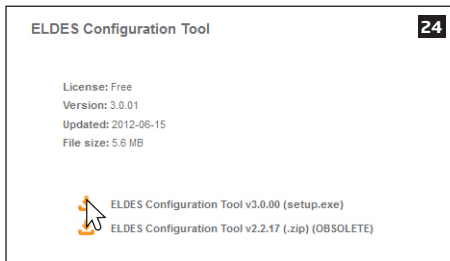 ELDES Configuration Tool
24
License: Free
Version: 3.0.01
Updated: 2012-06-15
File size: 5.6 MB
ELDES Configuration Tool v3.0.00 (setup.exe)
ELDES Configuration Tool v2.2.17 (.zip) (OBSOLETE)